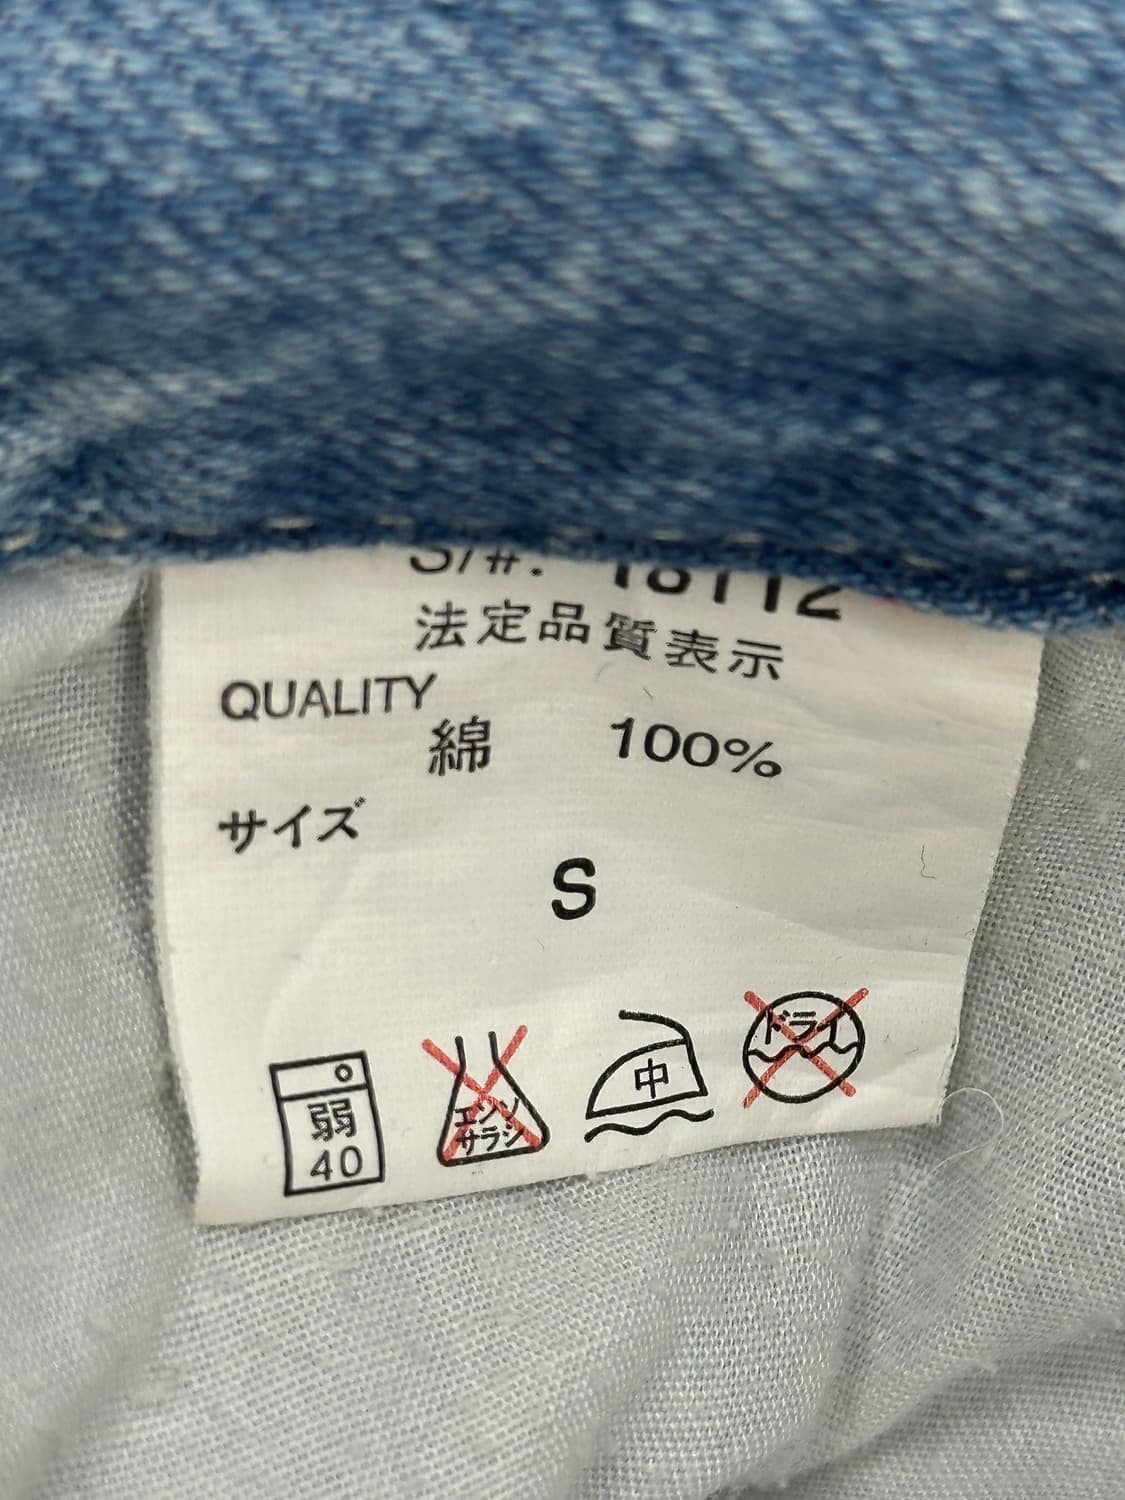 S/#. 18112
法定品質表示
QUALITY
綿 100%
サイズ
S
弱
40
エンソ
サラシ
中
ドライ